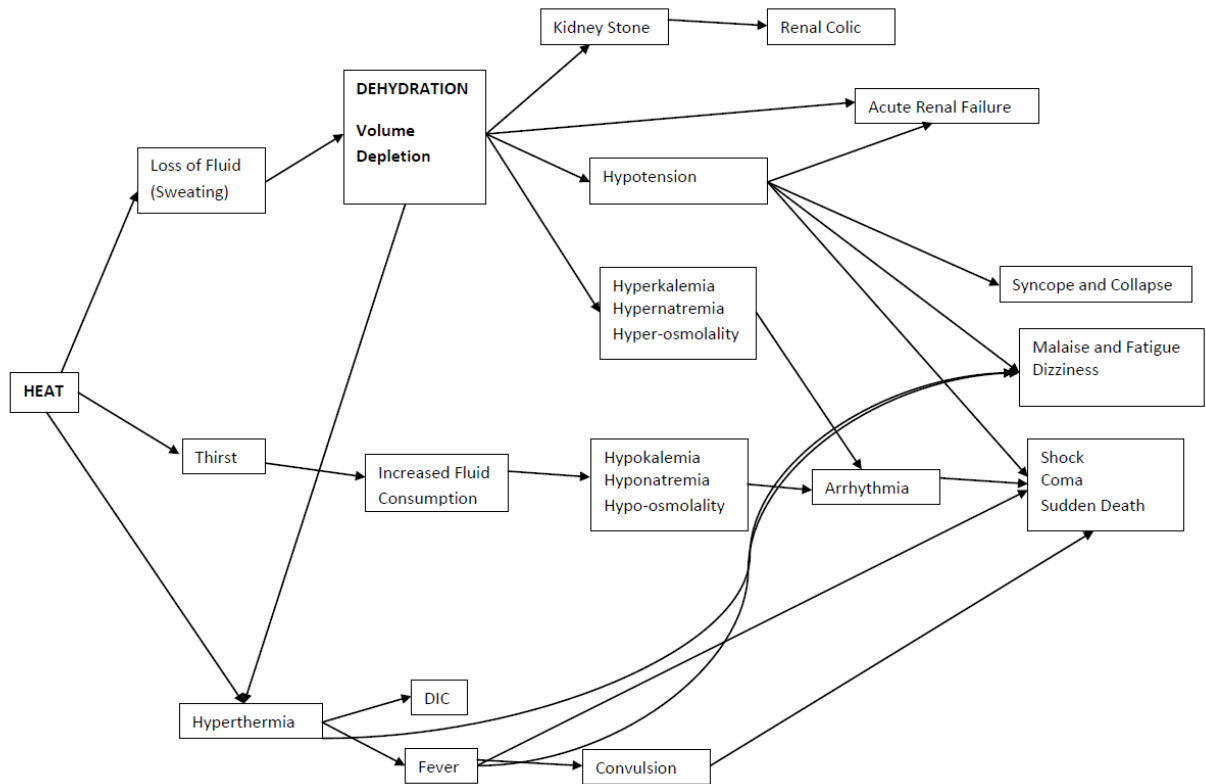 Kidney Stone
Renal Colic
DEHYDRATION
Volume
Depletion
Acute Renal Failure
Loss of Fluid
(Sweating)
Hypotension
Hyperkalemia
Hypernatremia
Hyper-osmolality
Syncope and Collapse
Malaise and Fatigue
Dizziness
HEAT
Thirst
Increased Fluid
Consumption
Hypokalemia
Hyponatremia
Hypo-osmolality
Arrhythmia
Shock
Coma
Sudden Death
Hyperthermia
DIC
Fever
Convulsion